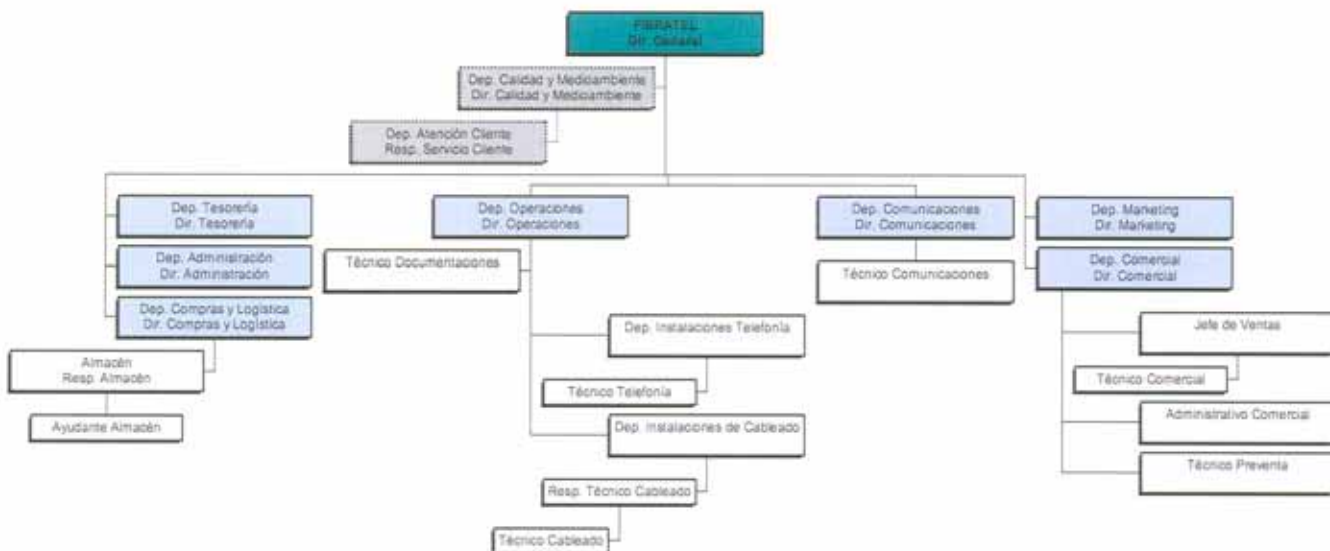 FIBRATEL
Dir. General
Dep. Calidad y Medioambiente
Dir. Calidad y Medioambiente
Dep. Atención Cliente
Resp. Servicio Cliente
Dep. Tesorería
Dir. Tesorería
Dep. Operaciones
Dir. Operaciones
Dep. Comunicaciones
Dir. Comunicaciones
Dep. Marketing
Dir. Marketing
Dep. Administración
Dir. Administración
Técnico Documentaciones
Técnico Comunicaciones
Dep. Comercial
Dir. Comercial
Dep. Compras y Logística
Dir. Compras y Logística
Dep. Instalaciones Telefonía
Jefe de Ventas
Almacén
Resp. Almacén
Técnico Telefonía
Técnico Comercial
Ayudante Almacén
Dep. Instalaciones de Cableado
Administrativo Comercial
Técnico Preventa
Resp. Técnico Cableado
Técnico Cableado